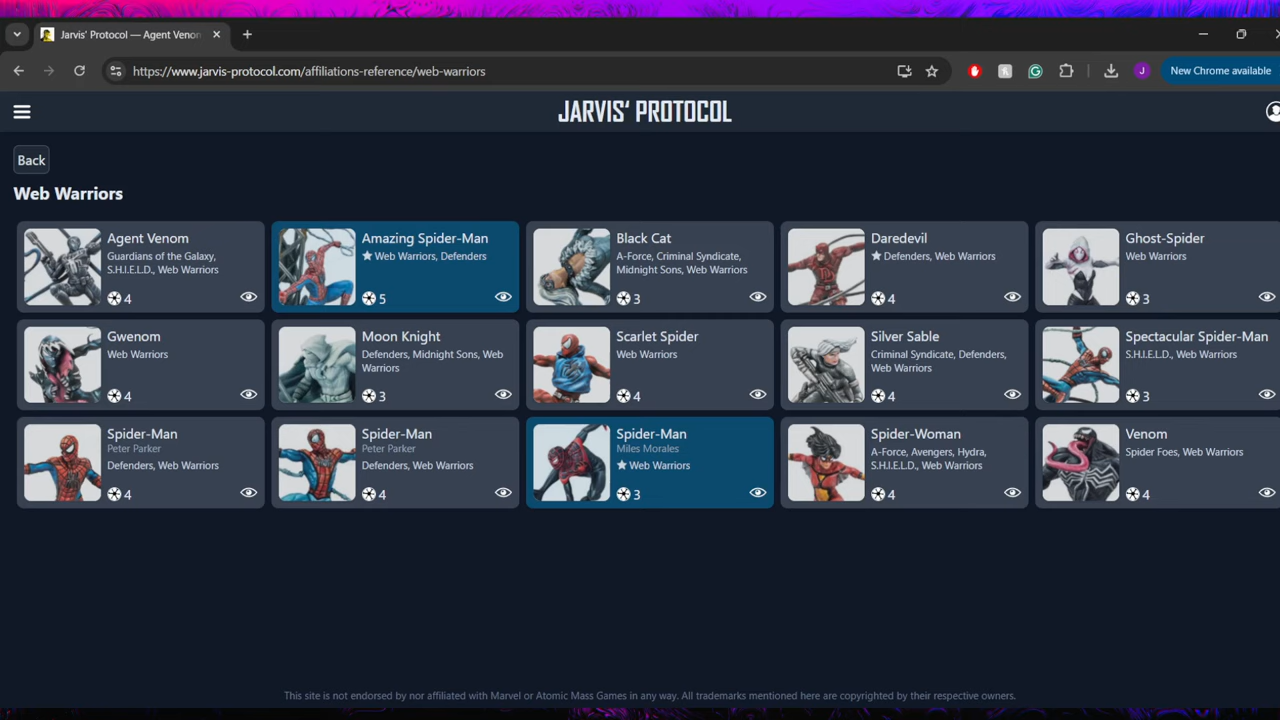 Jarvis' Protocol — Agent Venon
https://www.jarvis-protocol.com/affiliations-reference/web-warriors
J
New Chrome available
JARVIS' PROTOCOL
Back
Web Warriors
Agent Venom
Guardians of the Galaxy,
S.H.I.E.L.D., Web Warriors
4
Amazing Spider-Man
Web Warriors, Defenders
5
Black Cat
A-Force, Criminal Syndicate,
Midnight Sons, Web Warriors
3
Daredevil
Defenders, Web Warriors
4
Ghost-Spider
Web Warriors
3
Gwenom
Web Warriors
4
Moon Knight
Defenders, Midnight Sons, Web
Warriors
3
Scarlet Spider
Web Warriors
4
Silver Sable
Criminal Syndicate, Defenders,
Web Warriors
4
Spectacular Spider-Man
S.H.I.E.L.D., Web Warriors
3
Spider-Man
Peter Parker
Defenders, Web Warriors
4
Spider-Man
Peter Parker
Defenders, Web Warriors
4
Spider-Man
Miles Morales
Web Warriors
3
Spider-Woman
A-Force, Avengers, Hydra,
S.H.I.E.L.D., Web Warriors
4
Venom
Spider Foes, Web Warriors
4
This site is not endorsed by nor affiliated with Marvel or Atomic Mass Games in any way. All trademarks mentioned here are copyrighted by their respective owners.